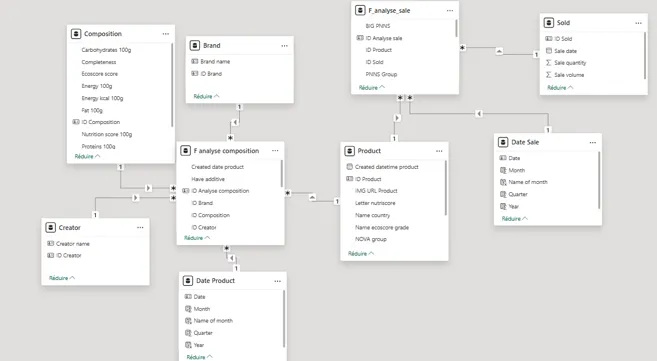 Composition
Carbohydrates 100g
Completeness
Ecoscore score
Energy 100g
Energy kcal 100g
Fat 100g
ID Composition
Nutrition score 100g
Proteins 100g
Réduire
1
Brand
Brand name
ID Brand
Réduire
1
*
F_analyse_sale
BIG PNNS
ID Analyse sale
ID Product
ID Sold
PNNS Group
Réduire
*
1
* *
Sold
ID Sold
Sale date
Sale quantity
Sale volume
Réduire
F analyse composition
Created date product
Have additive
ID Analyse composition
ID Brand
ID Composition
ID Creator
Réduire
*
*
*
1
*
Product
Created datetime product
ID Product
IMG URL Product
Letter nutriscore
Name country
Name ecoscore grade
NOVA group
Réduire
1
1
Date Sale
Date
Month
Name of month
Quarter
Year
Réduire
1
Creator
Creator name
ID Creator
Réduire
1
Date Product
Date
Month
Name of month
Quarter
Year
Réduire